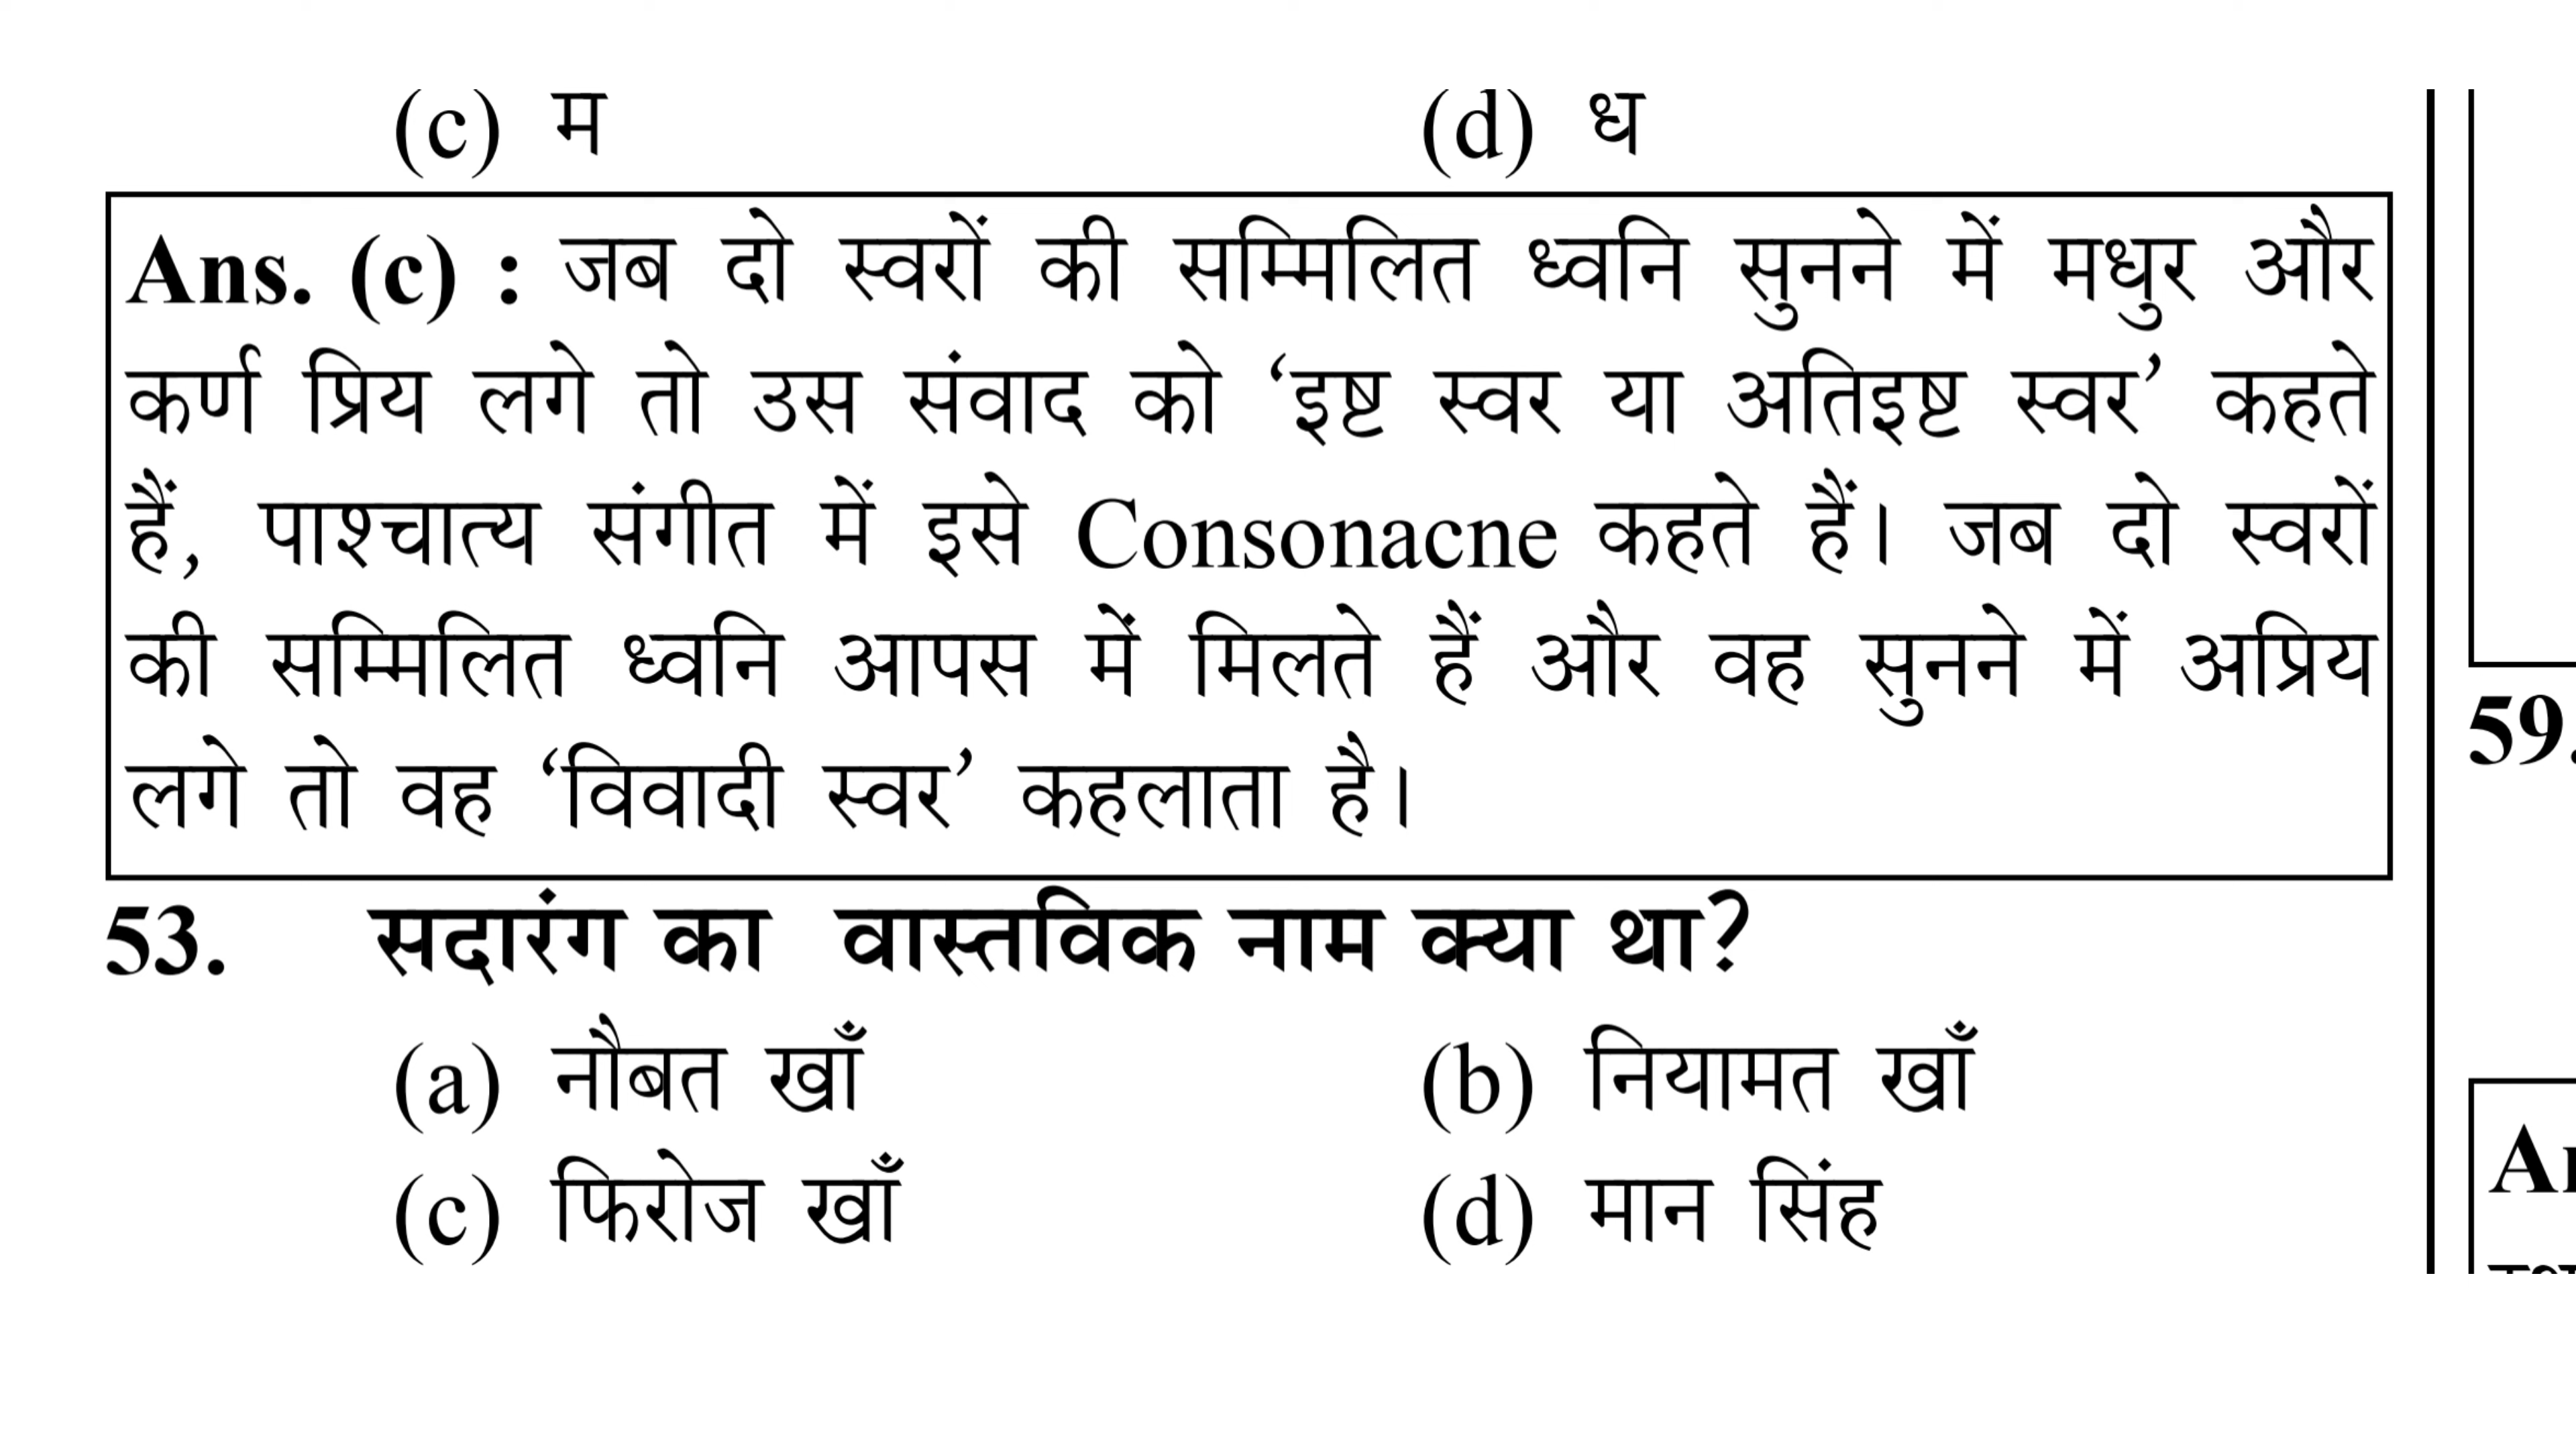 (c) म (d) ध
Ans. (c) : जब दो स्वरों की सम्मिलित ध्वनि सुनने में मधुर और
कर्ण प्रिय लगे तो उस संवाद को ‘इष्ट स्वर या अतिइष्ट स्वर’ कहते
हैं, पाश्चात्य संगीत में इसे Consonacne कहते हैं। जब दो स्वरों
की सम्मिलित ध्वनि आपस में मिलते हैं और वह सुनने में अप्रिय
लगे तो वह ‘विवादी स्वर’ कहलाता है।
53. सदारंग का वास्तविक नाम क्या था?
(a) नौबत खाँ (b) नियामत खाँ
(c) फिरोज खाँ (d) मान सिंह
59.